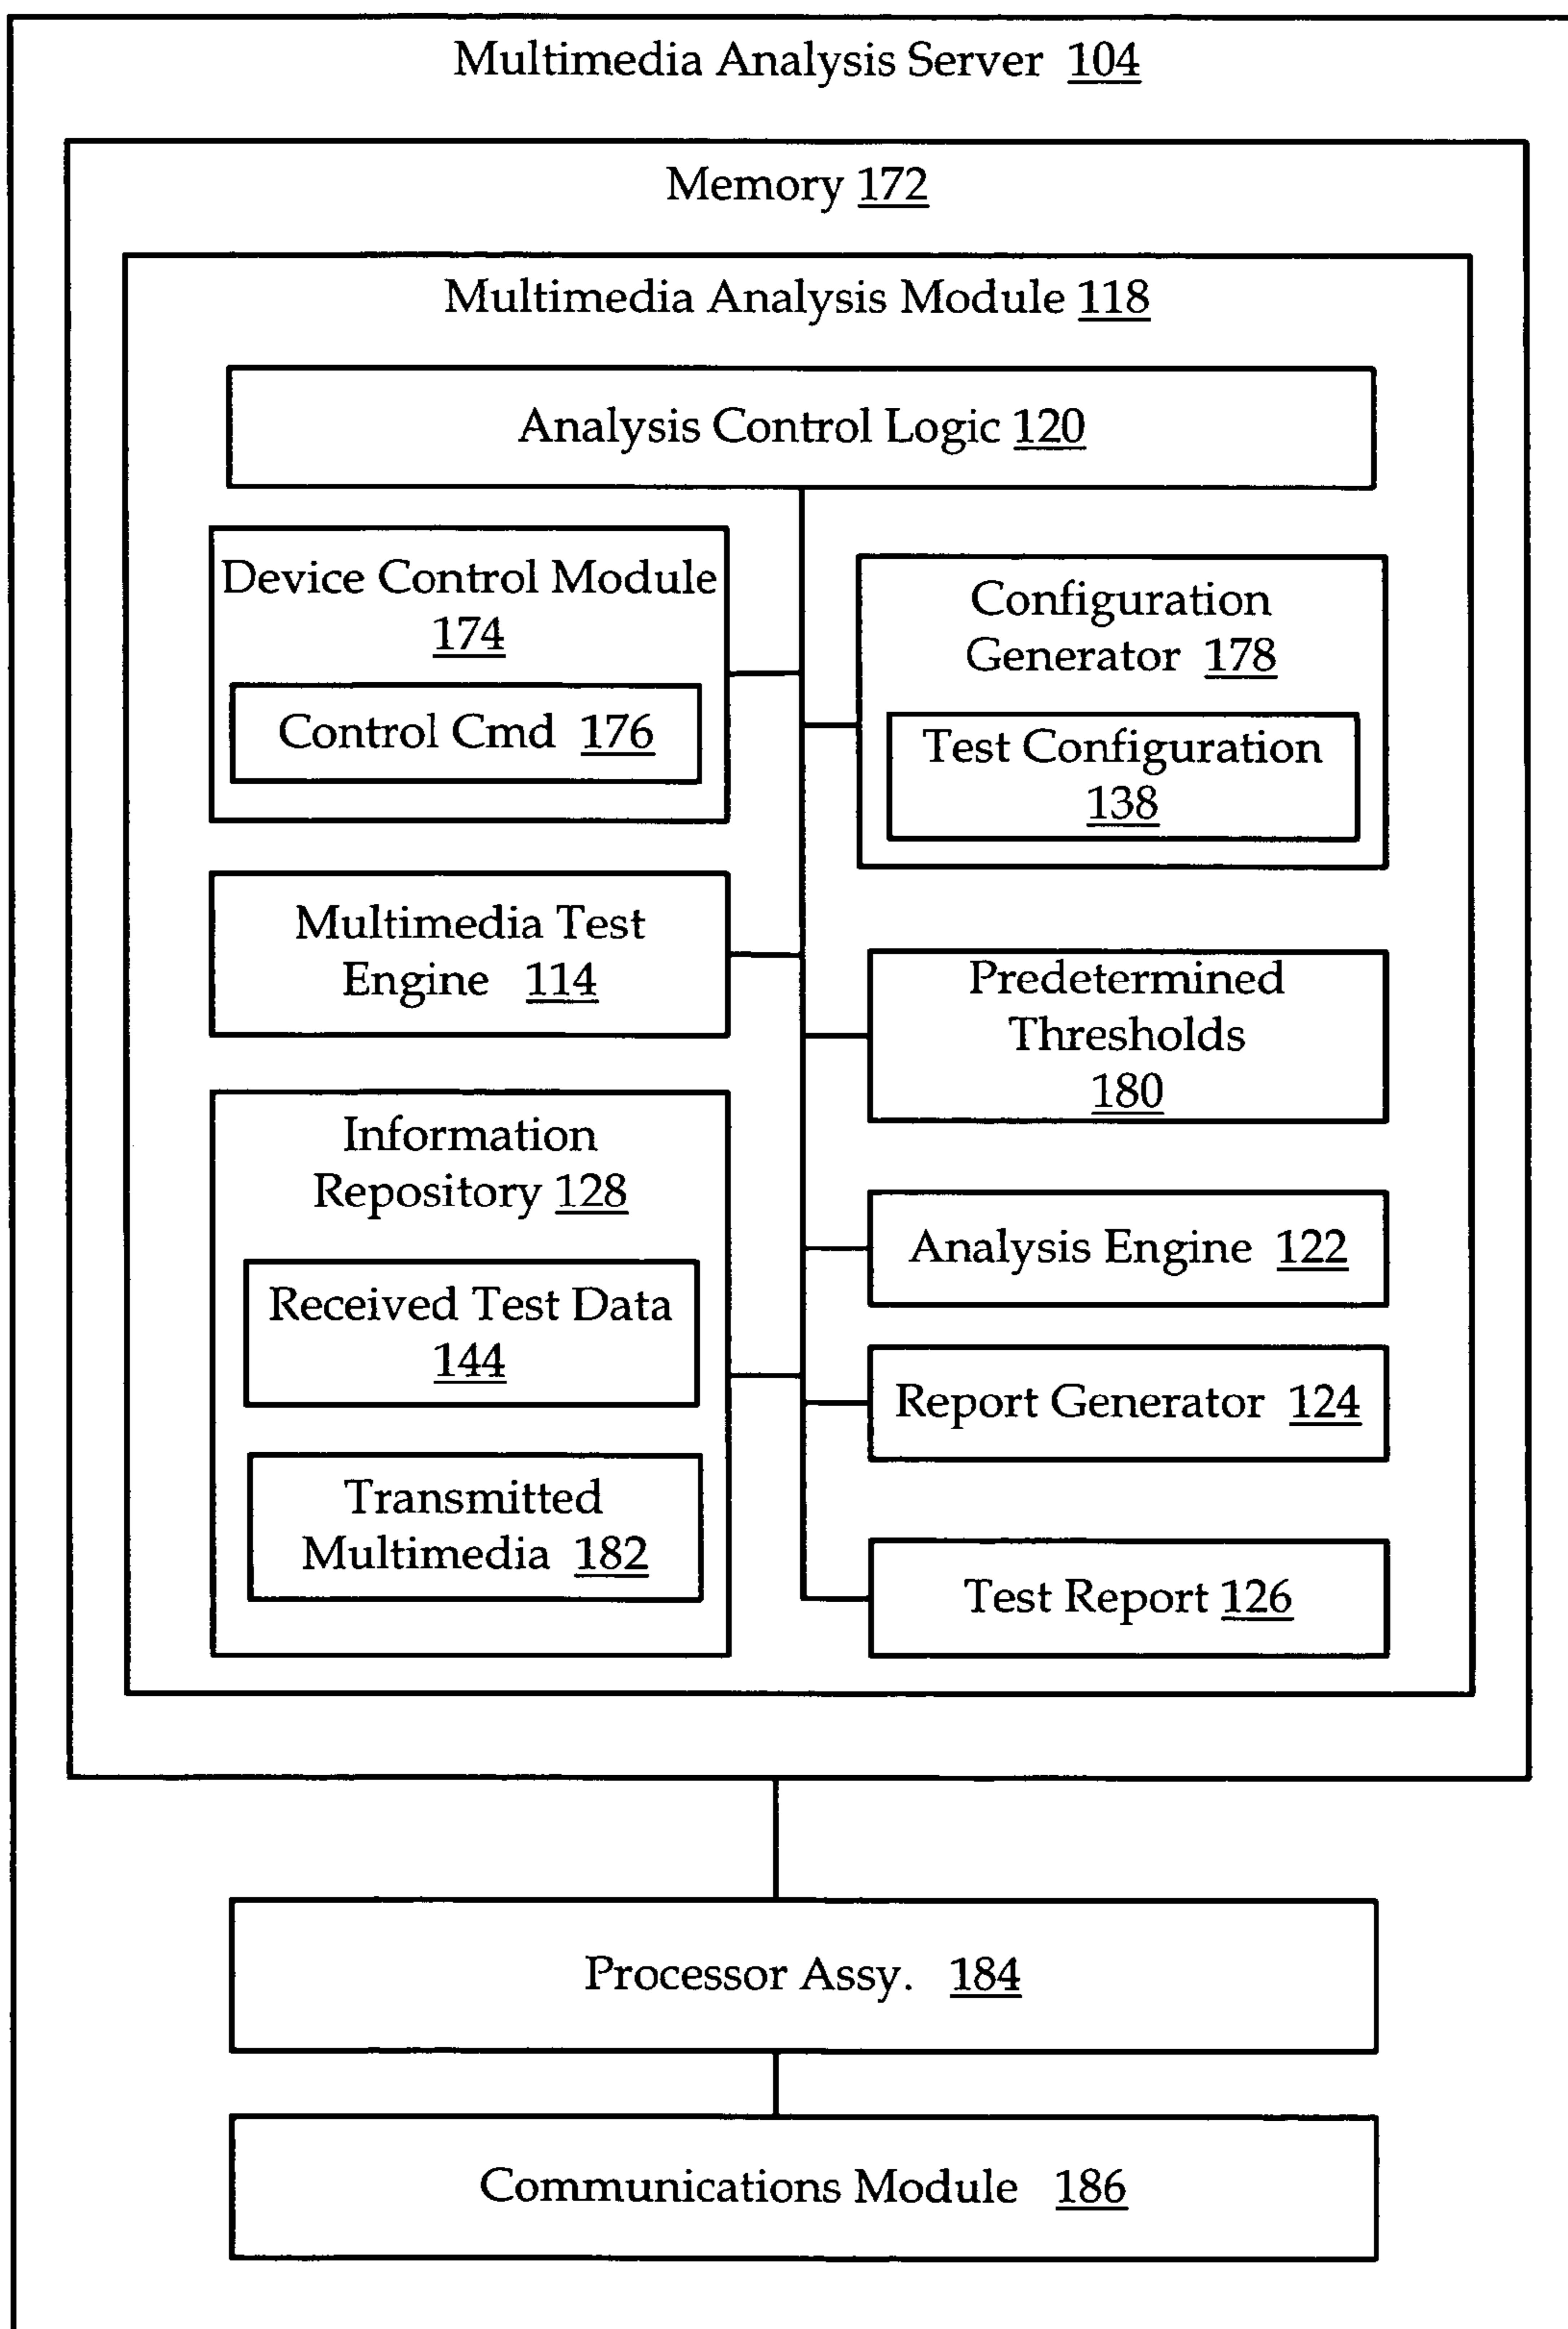 Multimedia Analysis Server 104
Memory 172
Multimedia Analysis Module 118
Analysis Control Logic 120
Device Control Module
174
Control Cmd 176
Configuration
Generator 178
Test Configuration
138
Multimedia Test
Engine 114
Predetermined
Thresholds
180
Information
Repository 128
Received Test Data
144
Transmitted
Multimedia 182
Analysis Engine 122
Report Generator 124
Test Report 126
Processor Assy. 184
Communications Module 186